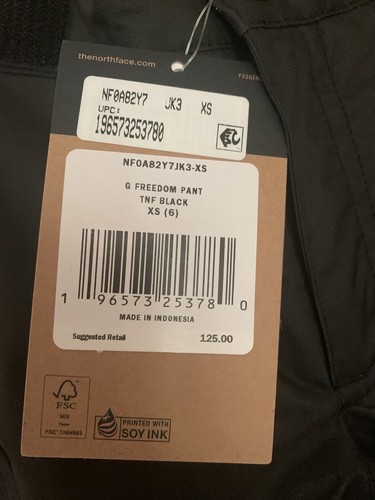 thenorthface.com
NF0A82Y7 JK3 XS
UPC:
196573253780
NF0A82Y7JK3-XS
G FREEDOM PANT
TNF BLACK
XS (6)
1 96573 25378 0
MADE IN INDONESIA
Suggested Retail 125.00
FSC
MIX
Paper
PRINTED WITH
SOY INK